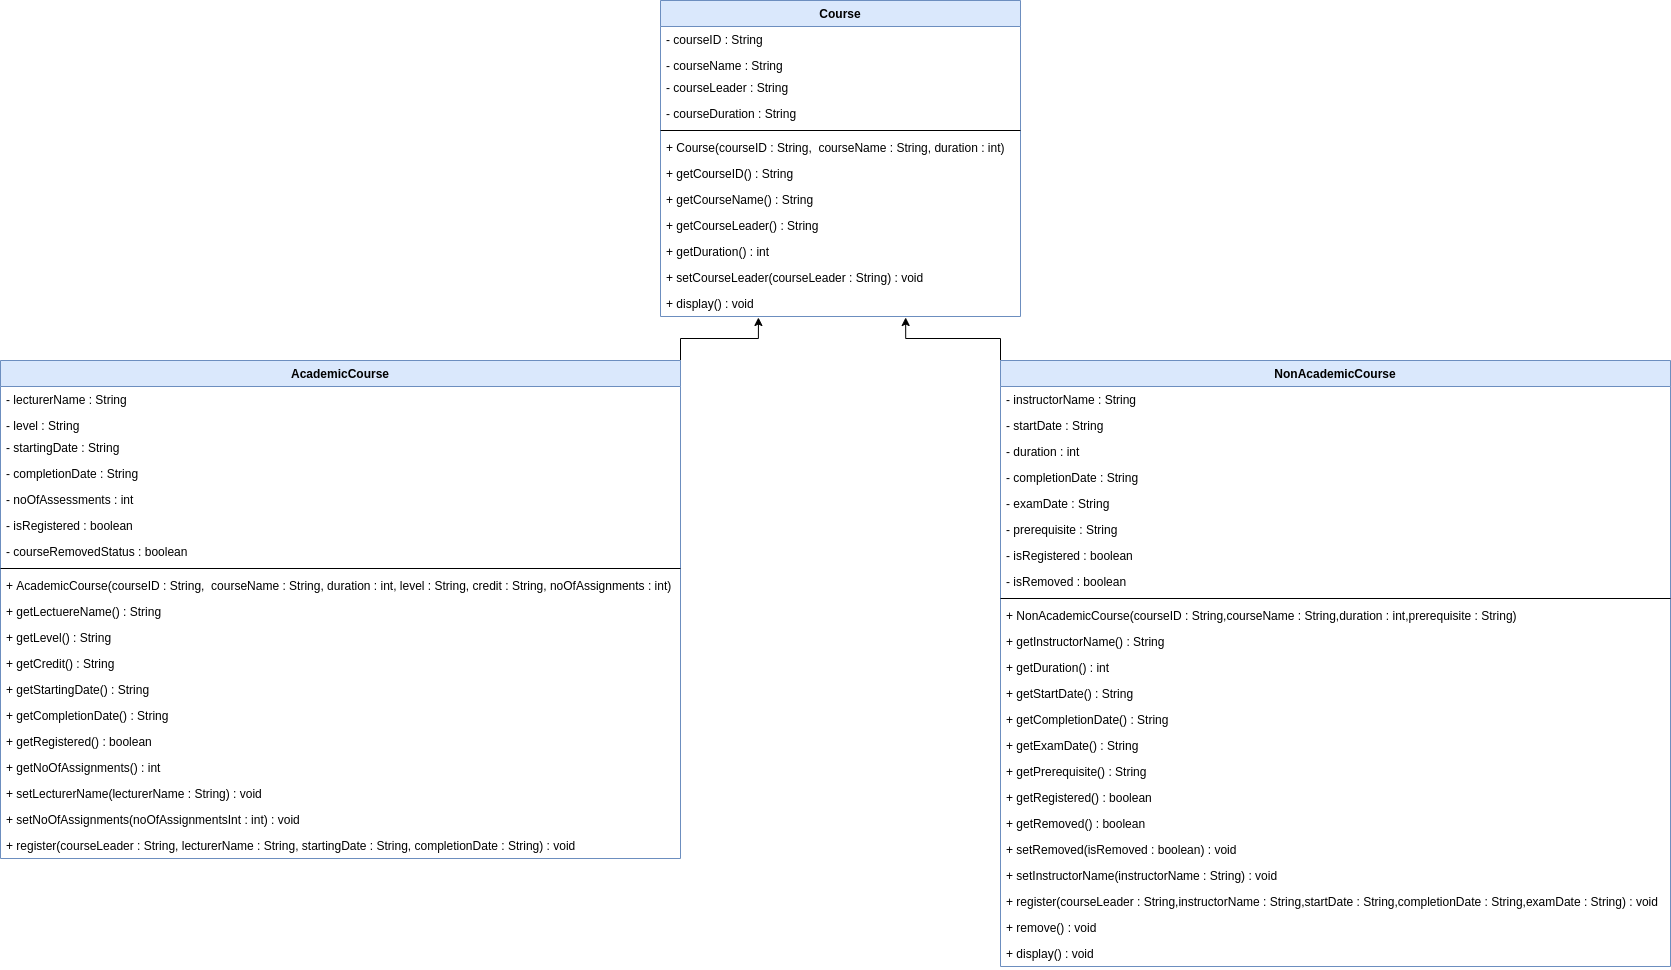 Course
- courseID : String
- courseName : String
- courseLeader : String
- courseDuration : String
+ Course(courseID : String,  courseName : String, duration : int)
+ getCourseID() : String
+ getCourseName() : String
+ getCourseLeader() : String
+ getDuration() : int
+ setCourseLeader(courseLeader : String) : void
+ display() : void
AcademicCourse
- lecturerName : String
- level : String
- startingDate : String
- completionDate : String
- noOfAssessments : int
- isRegistered : boolean
- courseRemovedStatus : boolean
+ AcademicCourse(courseID : String,  courseName : String, duration : int, level : String, credit : String, noOfAssignments : int)
+ getLectuereName() : String
+ getLevel() : String
+ getCredit() : String
+ getStartingDate() : String
+ getCompletionDate() : String
+ getRegistered() : boolean
+ getNoOfAssignments() : int
+ setLecturerName(lecturerName : String) : void
+ setNoOfAssignments(noOfAssignmentsInt : int) : void
+ register(courseLeader : String, lecturerName : String, startingDate : String, completionDate : String) : void
NonAcademicCourse
- instructorName : String
- startDate : String
- duration : int
- completionDate : String
- examDate : String
- prerequisite : String
- isRegistered : boolean
- isRemoved : boolean
+ NonAcademicCourse(courseID : String,courseName : String,duration : int,prerequisite : String)
+ getInstructorName() : String
+ getDuration() : int
+ getStartDate() : String
+ getCompletionDate() : String
+ getExamDate() : String
+ getPrerequisite() : String
+ getRegistered() : boolean
+ getRemoved() : boolean
+ setRemoved(isRemoved : boolean) : void
+ setInstructorName(instructorName : String) : void
+ register(courseLeader : String,instructorName : String,startDate : String,completionDate : String,examDate : String) : void
+ remove() : void
+ display() : void